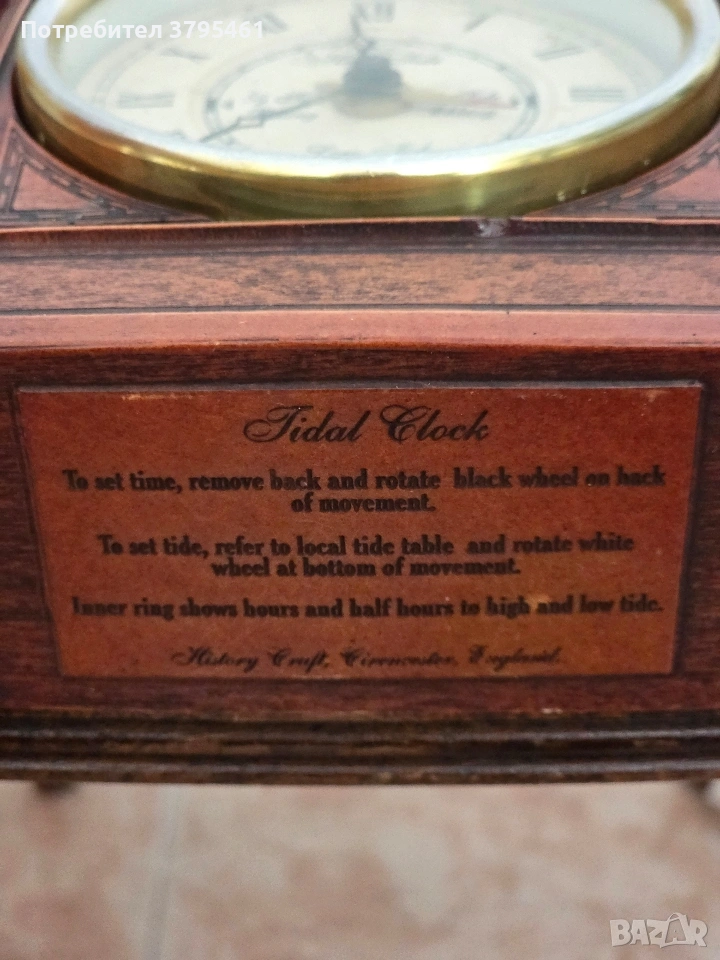 Потребител 3795461
XII
Tidal Clock
To set time, remove back and rotate black wheel on back
of movement.
To set tide, refer to local tide table and rotate white
wheel at bottom of movement.
Inner ring shows hours and half hours to high and low tide.
History Craft, Cirencester, England.
BAZAR